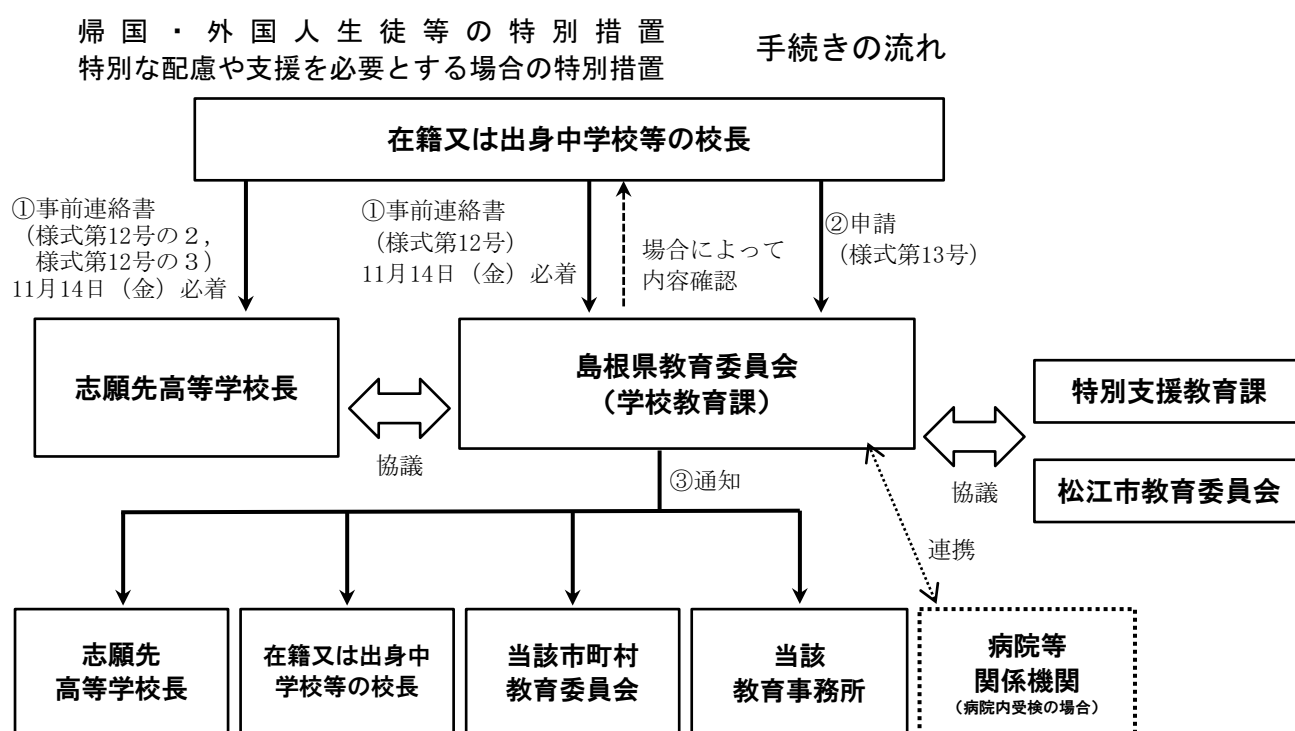 帰国・外国人生徒等の特別措置
特別な配慮や支援を必要とする場合の特別措置
手続きの流れ
在籍又は出身中学校等の校長
①事前連絡書
（様式第12号の２，
様式第12号の３）
11月14日（金）必着
①事前連絡書
（様式第12号）
11月14日（金）必着
場合によって
内容確認
②申請
（様式第13号）
志願先高等学校長
協議
島根県教育委員会
（学校教育課）
協議
特別支援教育課
松江市教育委員会
③通知
連携
志願先
高等学校長
在籍又は出身中
学校等の校長
当該市町村
教育委員会
当該
教育事務所
病院等
関係機関
（病院内受検の場合）